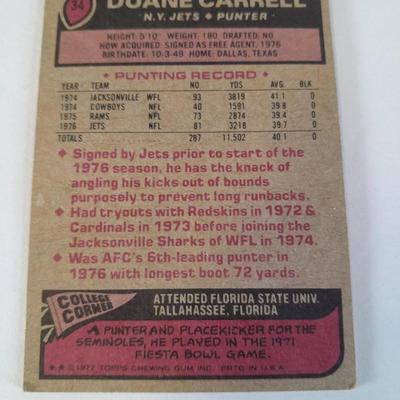 34
DUANE CARRELL
N.Y. JETS ♦ PUNTER
HEIGHT: 5'10" WEIGHT: 180 DRAFTED: NO
HOW ACQUIRED: SIGNED AS FREE AGENT, 1976
BIRTHDATE: 10-3-49 HOME: DALLAS, TEXAS
♦ PUNTING RECORD ♦
YEAR TEAM NO YDS AVG. BLK
1974 JACKSONVILLE WFL 93 3819 41.1 0
1974 COWBOYS NFL 40 1591 39.8 0
1975 RAMS NFL 73 2874 39.4 0
1976 JETS NFL 81 3218 39.7 0
TOTALS 287 11,502 40.1 0
♦ Signed by Jets prior to start of the
1976 season, he has the knack of
angling his kicks out of bounds
purposely to prevent long runbacks.
♦ Had tryouts with Redskins in 1972 &
Cardinals in 1973 before joining the
Jacksonville Sharks of WFL in 1974.
♦ Was AFC's 6th-leading punter in
1976 with longest boot 72 yards.
COLLEGE
CORNER
ATTENDED FLORIDA STATE UNIV.
TALLAHASSEE, FLORIDA
A PUNTER AND PLACEKICKER FOR THE
SEMINOLES, HE PLAYED IN THE 1971
FIESTA BOWL GAME.
★★ © 1977 TOPPS CHEWING GUM, INC. PRTD. IN U.S.A.